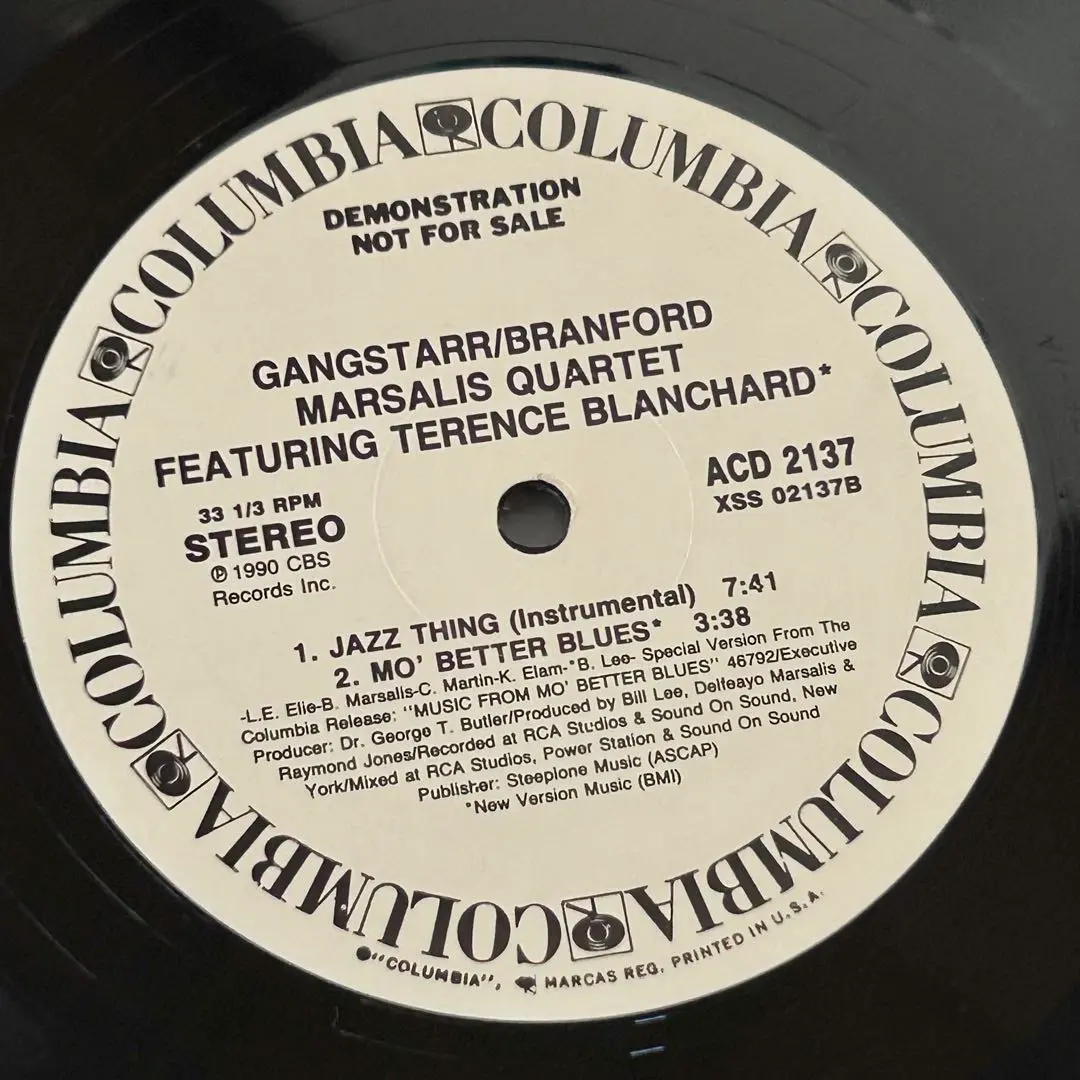 COLUMBIA COLUMBIA COLUMBIA COLUMBIA COLUMBIA COLUMBIA
DEMONSTRATION
NOT FOR SALE
GANGSTARR/BRANFORD
MARSALIS QUARTET
FEATURING TERENCE BLANCHARD*
33 1/3 RPM
STEREO
℗ 1990 CBS
Records Inc.
ACD 2137
XSS 02137B
1. JAZZ THING (Instrumental) 7:41
2. MO' BETTER BLUES* 3:38
-L.E. Elie-B. Marsalis-C. Martin-K. Elam-*B. Lee- Special Version From The
Columbia Release: "MUSIC FROM MO' BETTER BLUES" 46792/Executive
Producer: Dr. George T. Butler/Produced by Bill Lee, Delfeayo Marsalis &
Raymond Jones/Recorded at RCA Studios & Sound On Sound, New
York/Mixed at RCA Studios, Power Station & Sound On Sound
Publisher: Steeplone Music (ASCAP)
*New Version Music (BMI)
"COLUMBIA", MARCAS REG. PRINTED IN U.S.A.